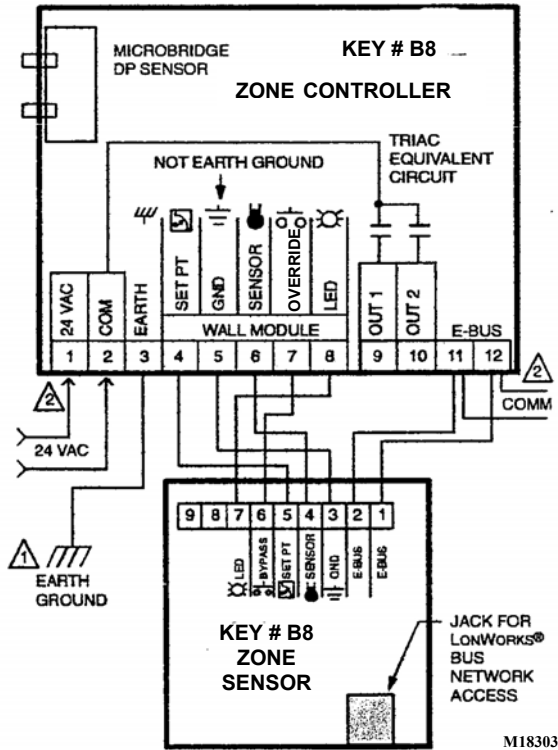 KEY # B8
MICROBRIDGE
DP SENSOR
ZONE CONTROLLER
TRIAC
EQUIVALENT
CIRCUIT
NOT EARTH GROUND
24 VAC
COM
EARTH
SET PT
GND
SENSOR
OVERRIDE
LED
OUT 1
OUT 2
WALL MODULE
E-BUS
1 2 3 4 5 6 7 8 9 10 11 12
2
2
COMM
24 VAC
9 8 7 6 5 4 3 2 1
LED
BYPASS
SET PT
SENSOR
GND
E-BUS
E-BUS
1
EARTH
GROUND
KEY # B8
ZONE
SENSOR
JACK FOR
LONWORKS®
BUS
NETWORK
ACCESS
M18303